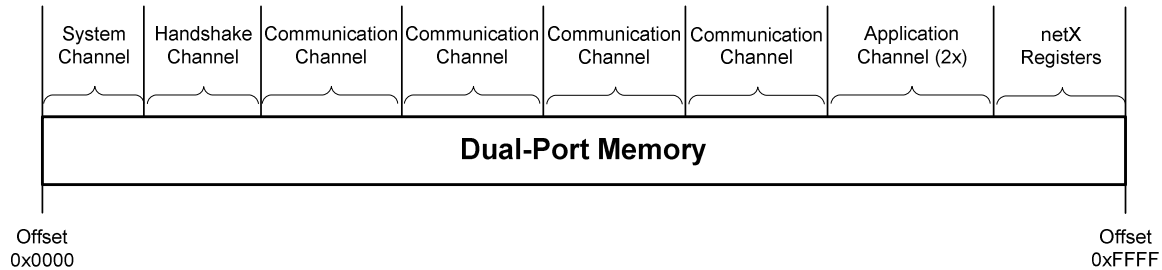 System
Channel
Handshake
Channel
Communication
Channel
Communication
Channel
Communication
Channel
Communication
Channel
Application
Channel (2x)
netX
Registers
Dual-Port Memory
Offset
0x0000
Offset
0xFFFF